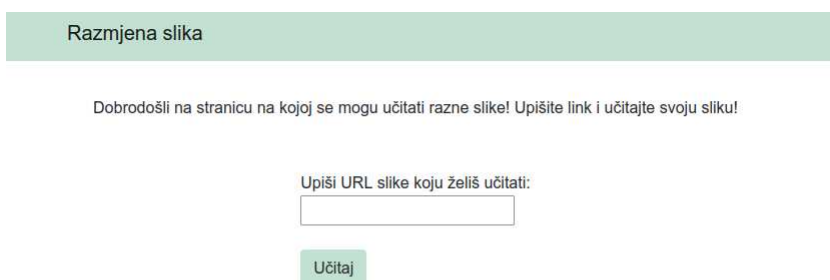 Razmjena slika
Dobrodošli na stranicu na kojoj se mogu učitati razne slike! Upišite link i učitajte svoju sliku!
Upiši URL slike koju želiš učitati:
Učitaj